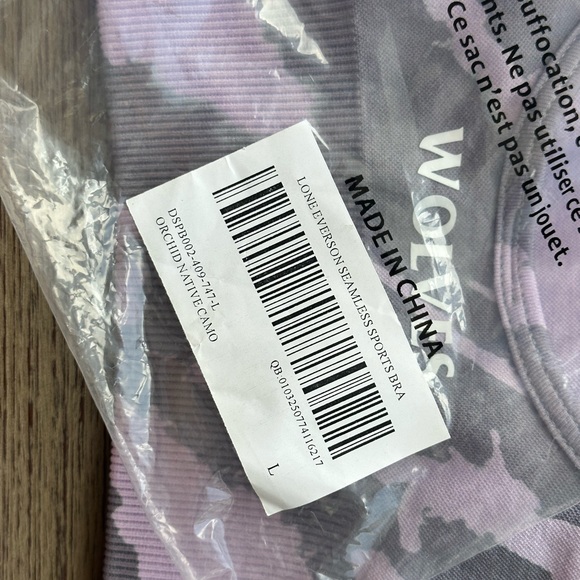 LONE EVERSON SEAMLESS SPORTS BRA
QB:0103250774116217
DSPB002-409-747-L
ORCHID NATIVE CAMO
L
MADE IN CHINA
WOLVES
uffocation,
nts. Ne pas utiliser ce
Ce sac n'est pas un jouet.